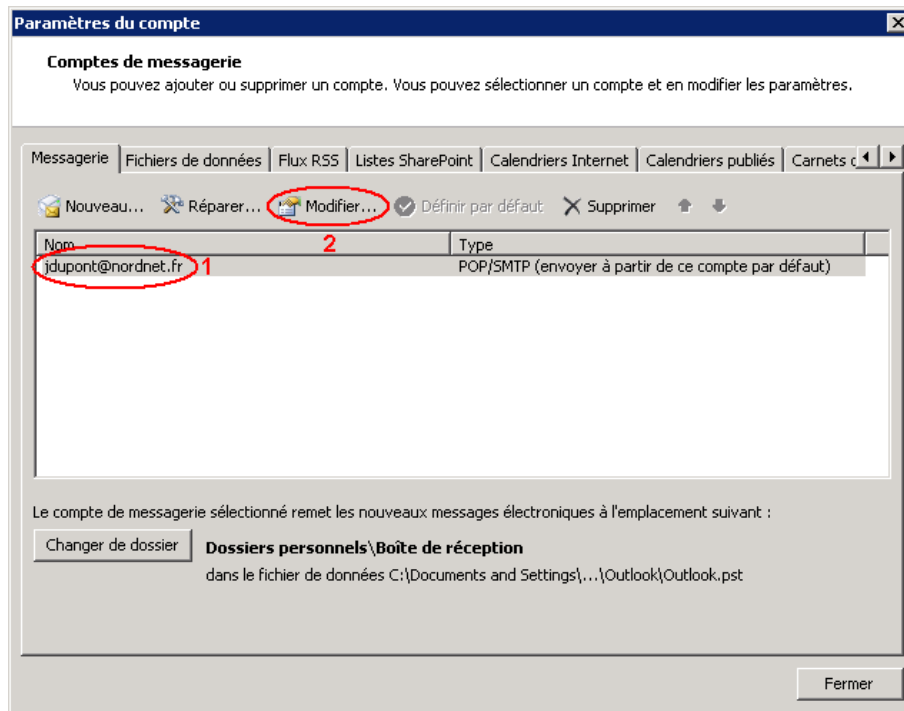 Paramètres du compte
Comptes de messagerie
Vous pouvez ajouter ou supprimer un compte. Vous pouvez sélectionner un compte et en modifier les paramètres.
Messagerie Fichiers de données Flux RSS Listes SharePoint Calendriers Internet Calendriers publiés Carnets
Nouveau... Réparer... Modifier... Définir par défaut Supprimer
Nom 2 Type
jdupont@nordnet.fr 1 POP/SMTP (envoyer à partir de ce compte par défaut)
Le compte de messagerie sélectionné remet les nouveaux messages électroniques à l'emplacement suivant :
Changer de dossier Dossiers personnels\Boîte de réception
dans le fichier de données C:\Documents and Settings\...\Outlook\Outlook.pst
Fermer